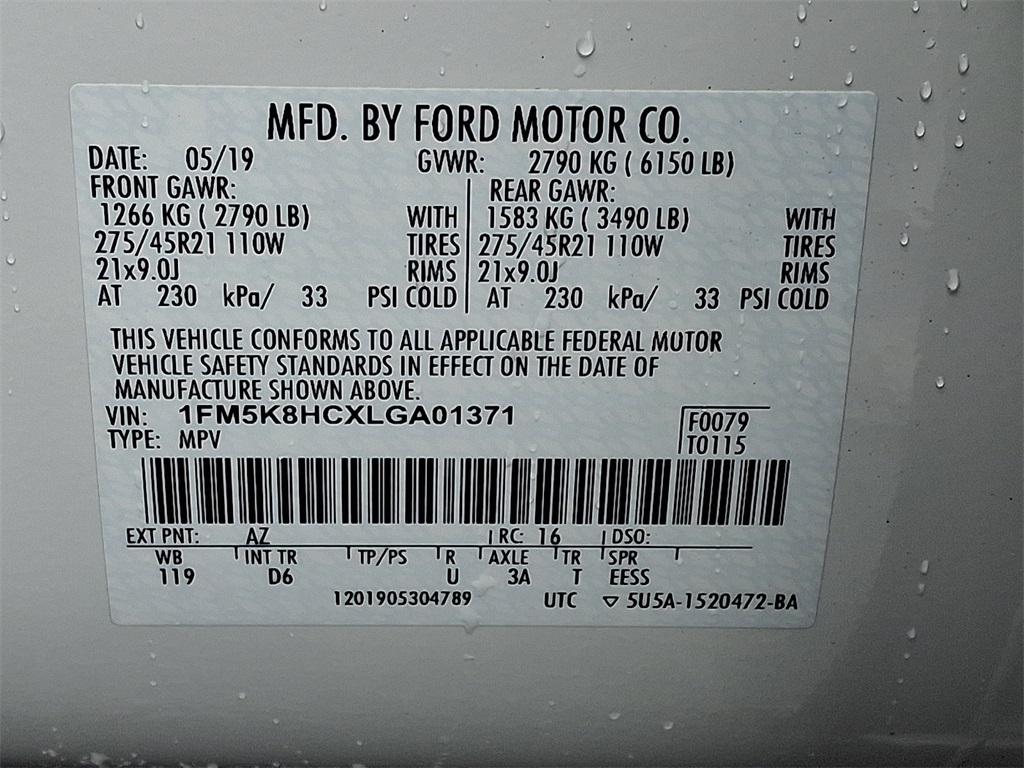 MFD. BY FORD MOTOR CO.
DATE: 05/19 GVWR: 2790 KG ( 6150 LB)
FRONT GAWR: REAR GAWR:
1266 KG ( 2790 LB) WITH 1583 KG ( 3490 LB) WITH
275/45R21 110W TIRES 275/45R21 110W TIRES
21x9.0J RIMS 21x9.0J RIMS
AT 230 kPa/ 33 PSI COLD AT 230 kPa/ 33 PSI COLD
THIS VEHICLE CONFORMS TO ALL APPLICABLE FEDERAL MOTOR
VEHICLE SAFETY STANDARDS IN EFFECT ON THE DATE OF
MANUFACTURE SHOWN ABOVE.
VIN: 1FM5K8HCXLGA01371 F0079
TYPE: MPV T0115
EXT PNT: AZ RC: 16 DSO:
WB INT TR TP/PS R AXLE TR SPR
119 D6 U 3A T EESS
1201905304789 UTC ▽ 5U5A-1520472-BA